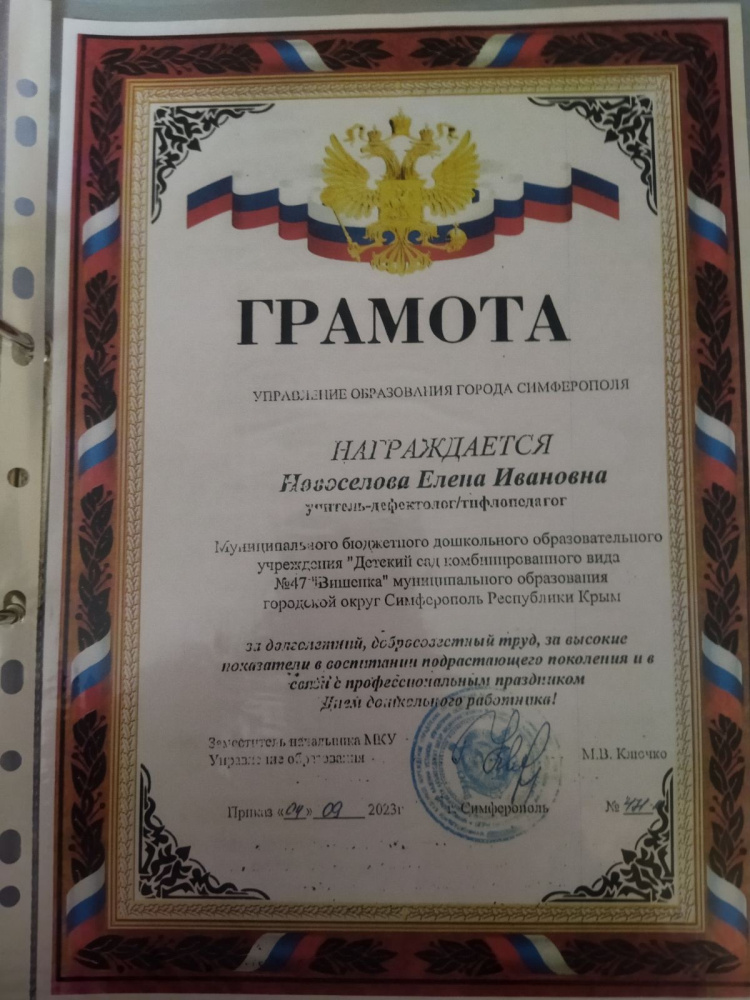 ГРАМОТА
УПРАВЛЕНИЕ ОБРАЗОВАНИЯ ГОРОДА СИМФЕРОПОЛЯ
НАГРАЖДАЕТСЯ
Новоселова Елена Ивановна
учитель-дефектолог/тифлопедагог
Муниципального бюджетного дошкольного образовательного
учреждения "Детский сад комбинированного вида
№47 "Вишенка" муниципального образования
городской округ Симферополь Республики Крым
за долголетний, добросовестный труд, за высокие
показатели в воспитании подрастающего поколения и в
связи с профессиональным праздником
Днем дошкольного работника!
Заместитель начальника МКУ
Управление образования
М.В. Клочко
Приказ «04» 09 2023г
г. Симферополь
№